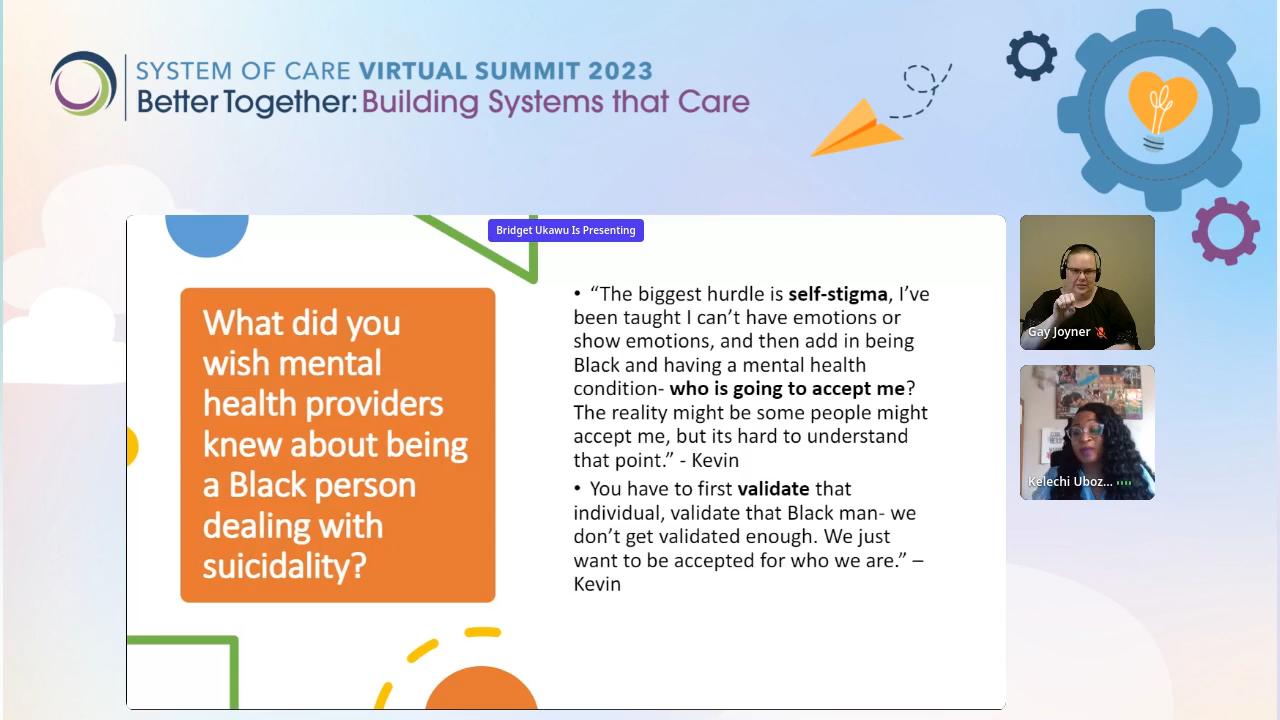 SYSTEM OF CARE VIRTUAL SUMMIT 2023
Better Together: Building Systems that Care
Bridget Ukawu Is Presenting
What did you
wish mental
health providers
knew about being
a Black person
dealing with
suicidality?
• “The biggest hurdle is self-stigma, I’ve
been taught I can’t have emotions or
show emotions, and then add in being
Black and having a mental health
condition- who is going to accept me?
The reality might be some people might
accept me, but its hard to understand
that point.” - Kevin
• You have to first validate that
individual, validate that Black man- we
don’t get validated enough. We just
want to be accepted for who we are.” –
Kevin
Gay Joyner
Kelechi Uboz...